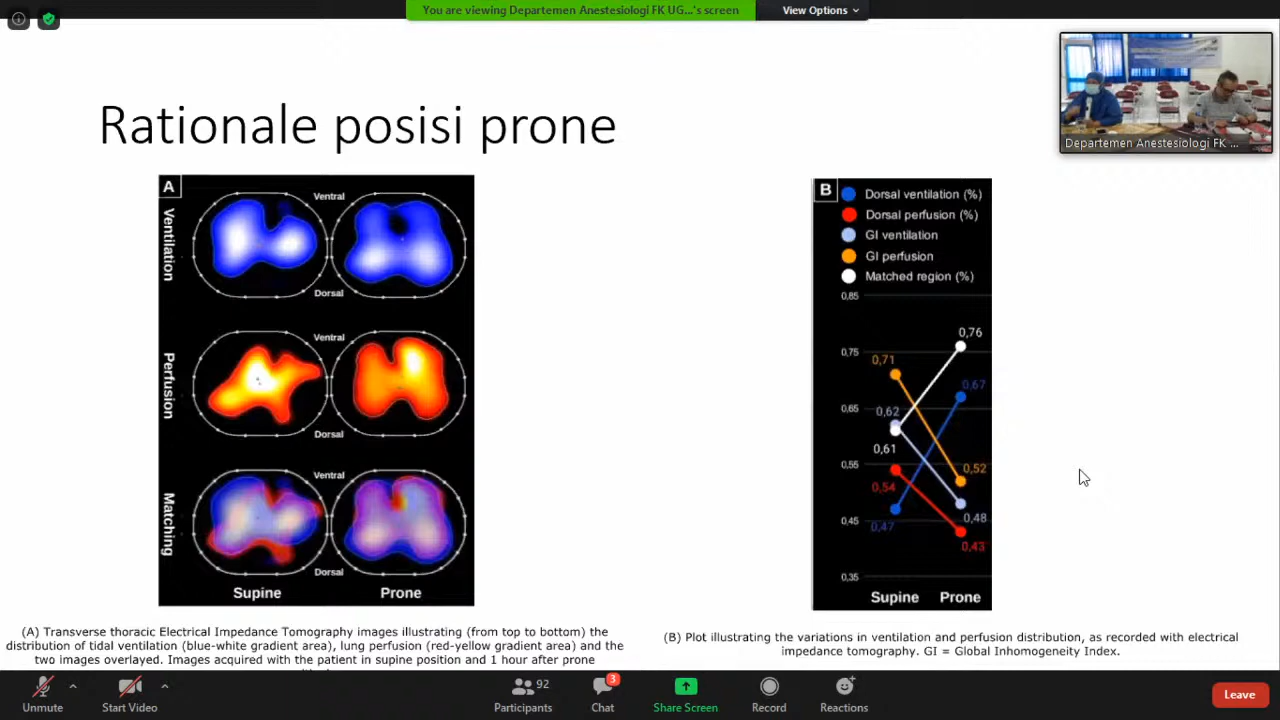 You are viewing Departemen Anestesiologi FK UG...'s screen
View Options
Departemen Anestesiologi FK ...
Rationale posisi prone
A
Ventral
Ventilation
Dorsal
Ventral
Perfusion
Dorsal
Ventral
Matching
Dorsal
Supine
Prone
(A) Transverse thoracic Electrical Impedance Tomography images illustrating (from top to bottom) the
distribution of tidal ventilation (blue-white gradient area), lung perfusion (red-yellow gradient area) and the
two images overlayed. Images acquired with the patient in supine position and 1 hour after prone
B
Dorsal ventilation (%)
Dorsal perfusion (%)
GI ventilation
GI perfusion
Matched region (%)
0,85
0,75
0,65
0,55
0,45
0,35
0,71
0,62
0,61
0,54
0,47
0,76
0,67
0,52
0,48
0,43
Supine
Prone
(B) Plot illustrating the variations in ventilation and perfusion distribution, as recorded with electrical
impedance tomography. GI = Global Inhomogeneity Index.
Unmute
Start Video
Participants
92
Chat
3
Share Screen
Record
Reactions
Leave